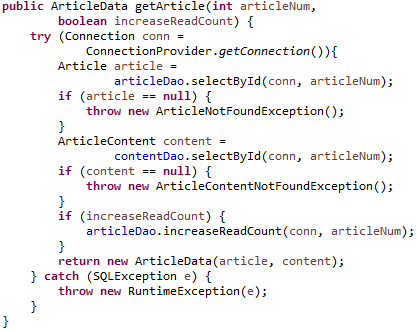 public ArticleData getArticle(int articleNum,
        boolean increaseReadCount) {
    try (Connection conn =
            ConnectionProvider.getConnection()){
        Article article =
                articleDao.selectById(conn, articleNum);
        if (article == null) {
            throw new ArticleNotFoundException();
        }
        ArticleContent content =
                contentDao.selectById(conn, articleNum);
        if (content == null) {
            throw new ArticleContentNotFoundException();
        }
        if (increaseReadCount) {
            articleDao.increaseReadCount(conn, articleNum);
        }
        return new ArticleData(article, content);
    } catch (SQLException e) {
        throw new RuntimeException(e);
    }
}